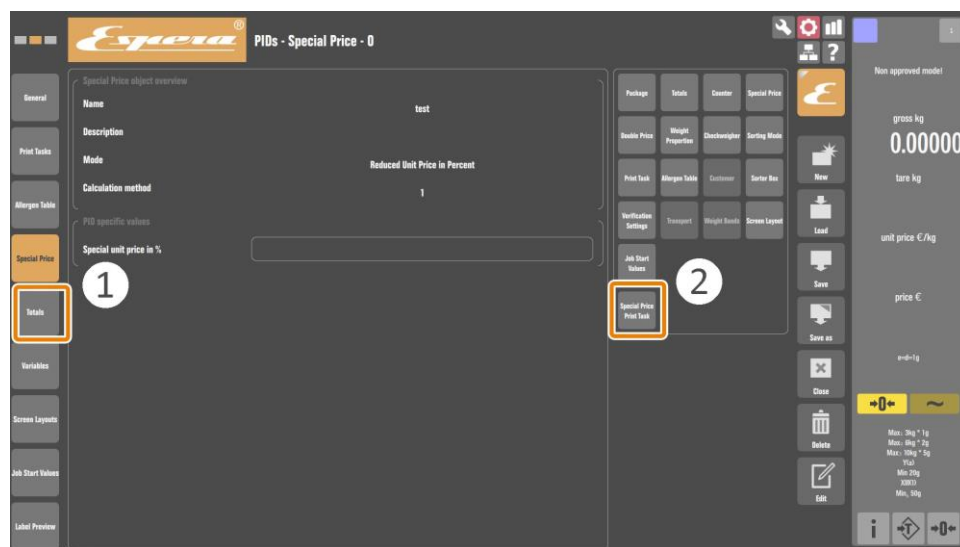 Espera®
PIDs - Special Price - 0
General
Print Tasks
Allergen Table
Special Price
Totals
Variables
Screen Layouts
Job Start Values
Label Preview
Special Price object overview
Name
test
Description
Mode
Reduced Unit Price in Percent
Calculation method
1
PID specific values
Special unit price in %
1
Package
Totals
Counter
Special Price
Double Price
Weight
Proportion
Checkweigher
Sorting Mode
Print Task
Allergen Table
Customer
Sorter Box
Verification
Settings
Transport
Weight Bands
Screen Layout
Job Start
Values
Special Price
Print Task
2
?
E
New
Load
Save
Save as
Close
Delete
Edit
1
Non approved mode!
gross kg
0.00000
tare kg
unit price €/kg
price €
e=d=1g
→0←
~
Max: 3kg * 1g
Max: 6kg * 2g
Max: 10kg * 5g
Min 20g
Min, 50g
i
T
→0←